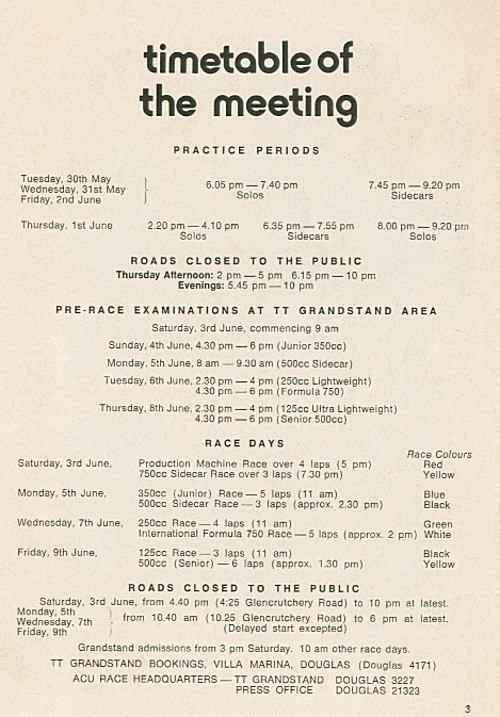 timetable of
the meeting
PRACTICE PERIODS
Tuesday, 30th May
Wednesday, 31st May
Friday, 2nd June
6.05 pm — 7.40 pm
Solos
7.45 pm — 9.20 pm
Sidecars
Thursday, 1st June 2.20 pm — 4.10 pm 6.35 pm — 7.55 pm 8.00 pm — 9.20 pm
Solos Sidecars Solos
ROADS CLOSED TO THE PUBLIC
Thursday Afternoon: 2 pm — 5 pm 6.15 pm — 10 pm
Evenings: 5.45 pm — 10 pm
PRE-RACE EXAMINATIONS AT TT GRANDSTAND AREA
Saturday, 3rd June, commencing 9 am
Sunday, 4th June, 4.30 pm — 6 pm (Junior 350cc)
Monday, 5th June, 8 am — 9.30 am (500cc Sidecar)
Tuesday, 6th June, 2.30 pm — 4 pm (250cc Lightweight)
4.30 pm — 6 pm (Formula 750)
Thursday, 8th June, 2.30 pm — 4 pm (125cc Ultra Lightweight)
4.30 pm — 6 pm (Senior 500cc)
RACE DAYS
Race Colours
Saturday, 3rd June, Production Machine Race over 4 laps (5 pm) Red
750cc Sidecar Race over 3 laps (7.30 pm) Yellow
Monday, 5th June, 350cc (Junior) Race — 5 laps (11 am) Blue
500cc Sidecar Race — 3 laps (approx. 2.30 pm) Black
Wednesday, 7th June, 250cc Race — 4 laps (11 am) Green
International Formula 750 Race — 5 laps (approx. 2 pm) White
Friday, 9th June, 125cc Race — 3 laps (11 am) Black
500cc (Senior) — 6 laps (approx. 1.30 pm) Yellow
ROADS CLOSED TO THE PUBLIC
Saturday, 3rd June, from 4.40 pm (4:25 Glencrutchery Road) to 10 pm at latest.
Monday, 5th
Wednesday, 7th
Friday, 9th
from 10.40 am (10.25 Glencrutchery Road) to 6 pm at latest.
(Delayed start excepted)
Grandstand admissions from 3 pm Saturday. 10 am other race days.
TT GRANDSTAND BOOKINGS, VILLA MARINA, DOUGLAS (Douglas 4171)
ACU RACE HEADQUARTERS — TT GRANDSTAND DOUGLAS 3227
PRESS OFFICE DOUGLAS 21323
3